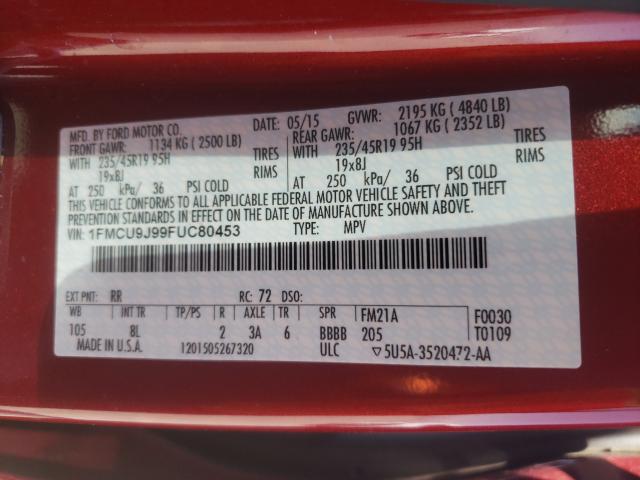 MFD. BY FORD MOTOR CO. DATE: 05/15 GVWR: 2195 KG ( 4840 LB)
FRONT GAWR: 1134 KG ( 2500 LB) REAR GAWR: 1067 KG ( 2352 LB)
WITH 235/45R19 95H TIRES WITH 235/45R19 95H TIRES
19x8J RIMS 19x8J RIMS
AT 250 kPa/ 36 PSI COLD AT 250 kPa/ 36 PSI COLD
THIS VEHICLE CONFORMS TO ALL APPLICABLE FEDERAL MOTOR VEHICLE SAFETY AND THEFT
PREVENTION STANDARDS IN EFFECT ON THE DATE OF MANUFACTURE SHOWN ABOVE.
VIN: 1FMCU9J99FUC80453 TYPE: MPV
EXT PNT: RR RC: 72 DSO:
WB INT TR TP/PS R AXLE TR SPR FM21A F0030
105 8L 2 3A 6 BBBB 205 T0109
MADE IN U.S.A. 1201505267320 ULC ▽5U5A-3520472-AA